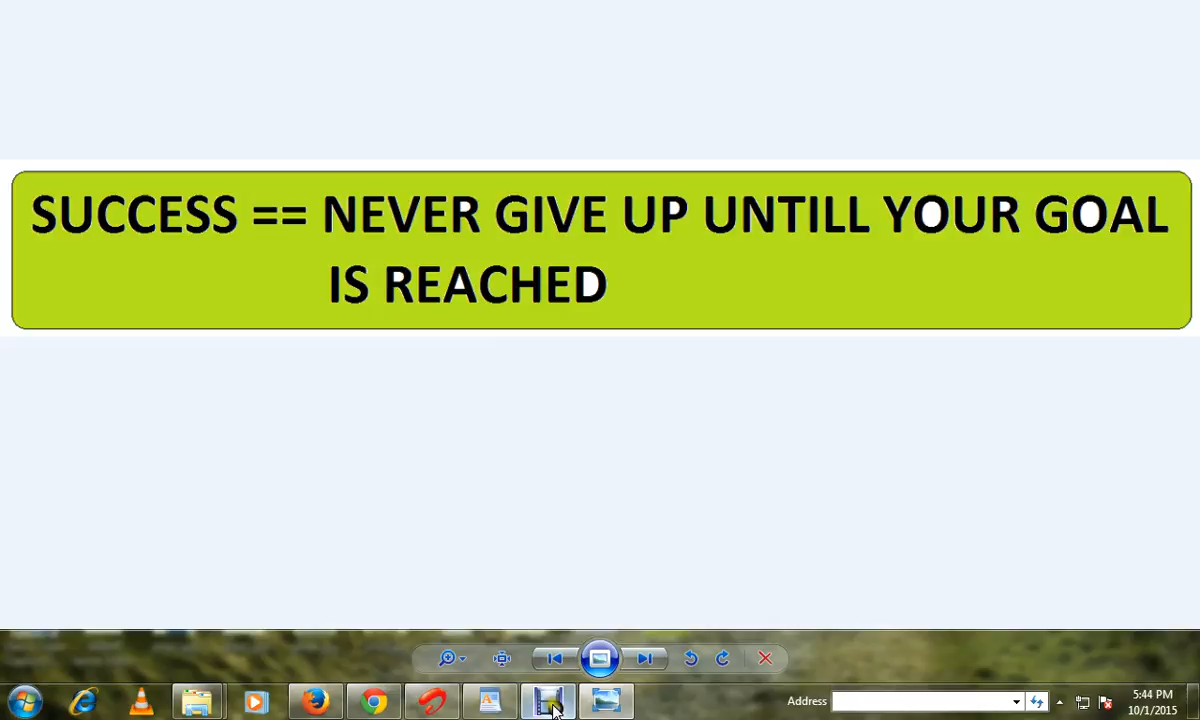 SUCCESS == NEVER GIVE UP UNTILL YOUR GOAL
IS REACHED
Address
5:44 PM
10/1/2015